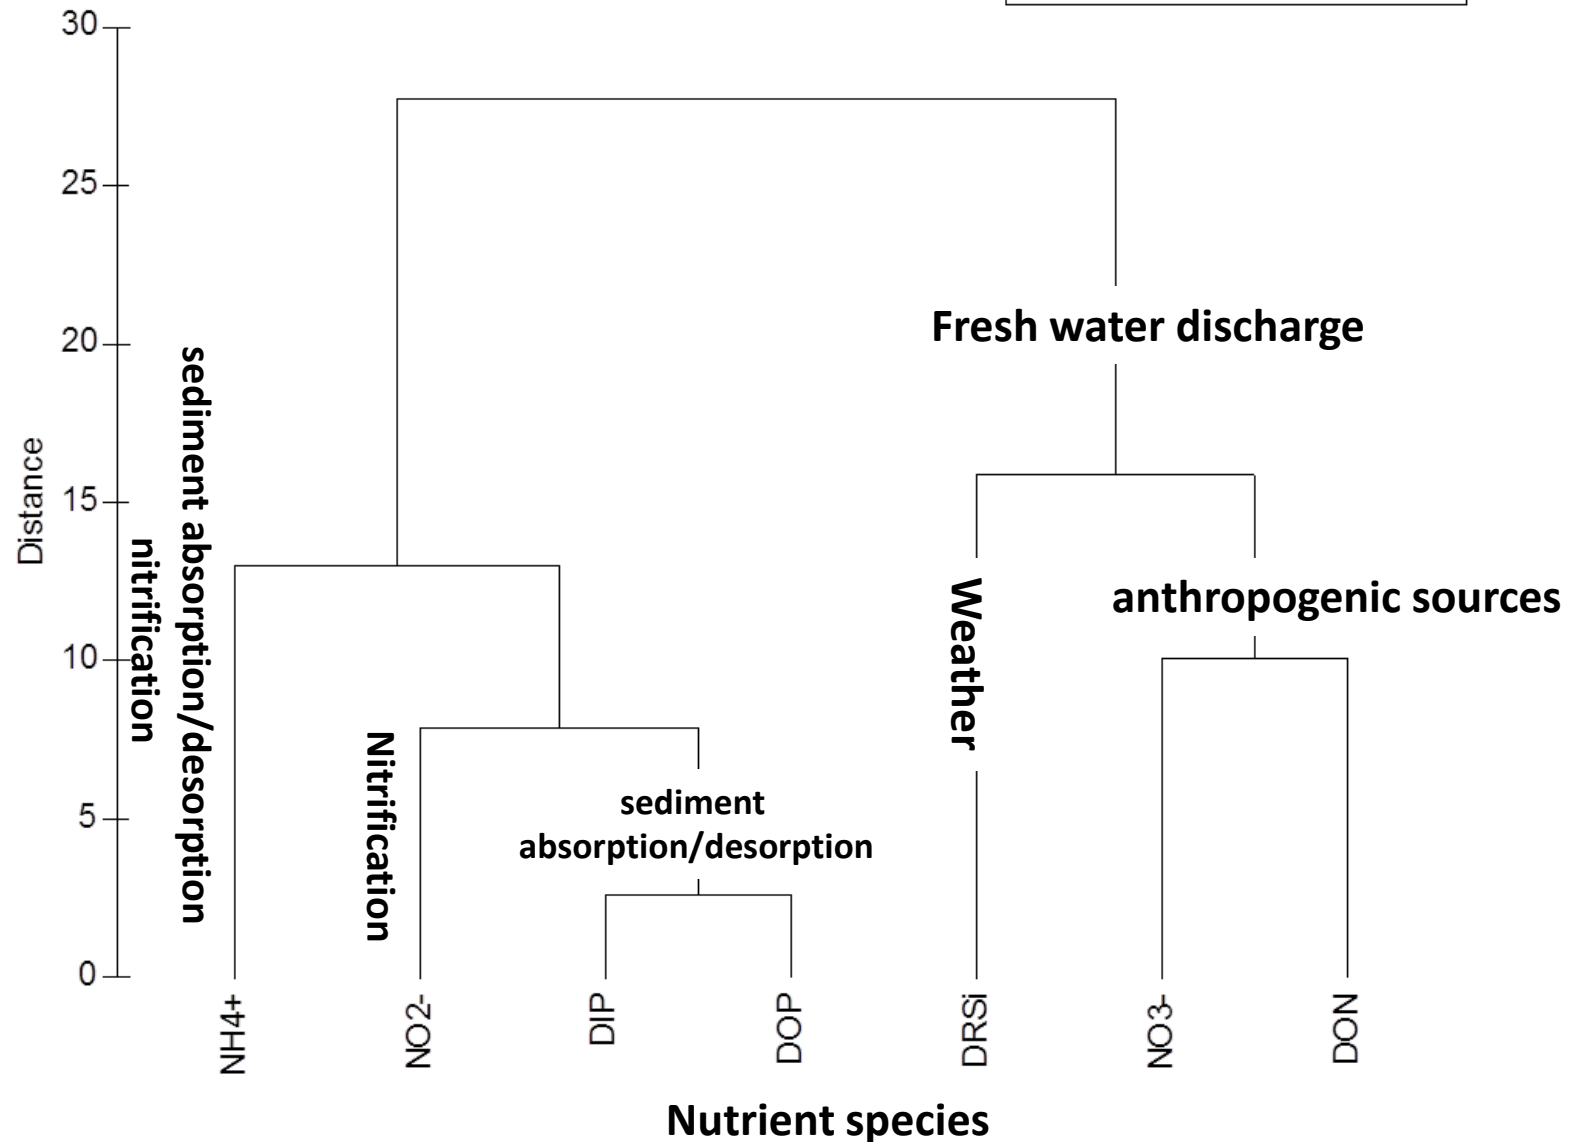 30
25
20
15
10
5
0
Distance
sediment absorption/desorption
nitrification
Nitrification
sediment
absorption/desorption
Fresh water discharge
Weather
anthropogenic sources
NH4+
NO2-
DIP
DOP
DRSi
NO3-
DON
Nutrient species